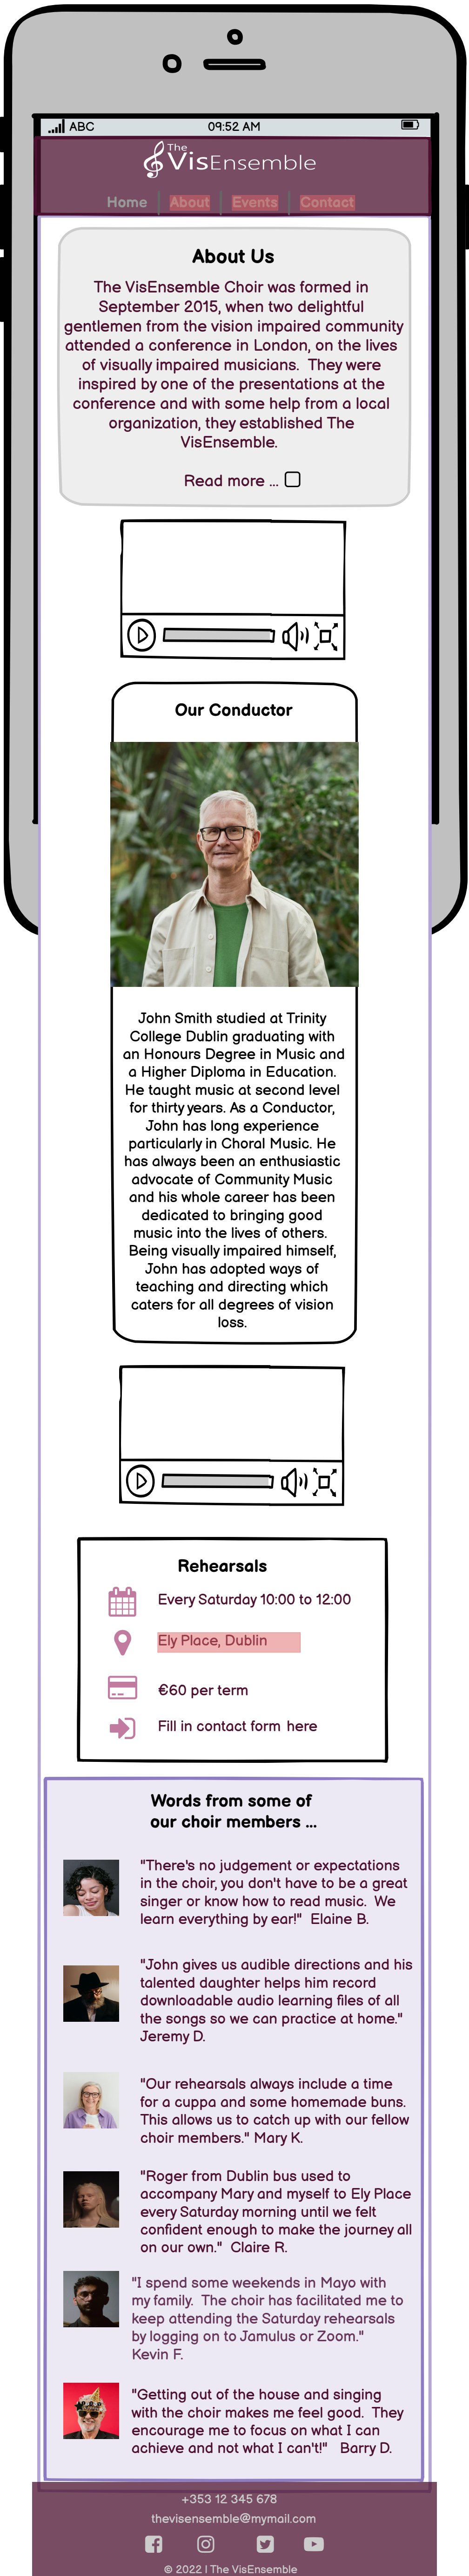 ABC
09:52 AM
The
VisEnsemble
Home
About
Events
Contact
About Us
The VisEnsemble Choir was formed in
September 2015, when two delightful
gentlemen from the vision impaired community
attended a conference in London, on the lives
of visually impaired musicians. They were
inspired by one of the presentations at the
conference and with some help from a local
organization, they established The
VisEnsemble.
Read more ...
Our Conductor
John Smith studied at Trinity
College Dublin graduating with
an Honours Degree in Music and
a Higher Diploma in Education.
He taught music at second level
for thirty years. As a Conductor,
John has long experience
particularly in Choral Music. He
has always been an enthusiastic
advocate of Community Music
and his whole career has been
dedicated to bringing good
music into the lives of others.
Being visually impaired himself,
John has adopted ways of
teaching and directing which
caters for all degrees of vision
loss.
Rehearsals
Every Saturday 10:00 to 12:00
Ely Place, Dublin
€60 per term
Fill in contact form here
Words from some of
our choir members ...
"There's no judgement or expectations
in the choir, you don't have to be a great
singer or know how to read music. We
learn everything by ear!" Elaine B.
"John gives us audible directions and his
talented daughter helps him record
downloadable audio learning files of all
the songs so we can practice at home."
Jeremy D.
"Our rehearsals always include a time
for a cuppa and some homemade buns.
This allows us to catch up with our fellow
choir members." Mary K.
"Roger from Dublin bus used to
accompany Mary and myself to Ely Place
every Saturday morning until we felt
confident enough to make the journey all
on our own." Claire R.
"I spend some weekends in Mayo with
my family. The choir has facilitated me to
keep attending the Saturday rehearsals
by logging on to Jamulus or Zoom."
Kevin F.
"Getting out of the house and singing
with the choir makes me feel good. They
encourage me to focus on what I can
achieve and not what I can't!" Barry D.
+353 12 345 678
thevisensemble@mymail.com
© 2022 | The VisEnsemble